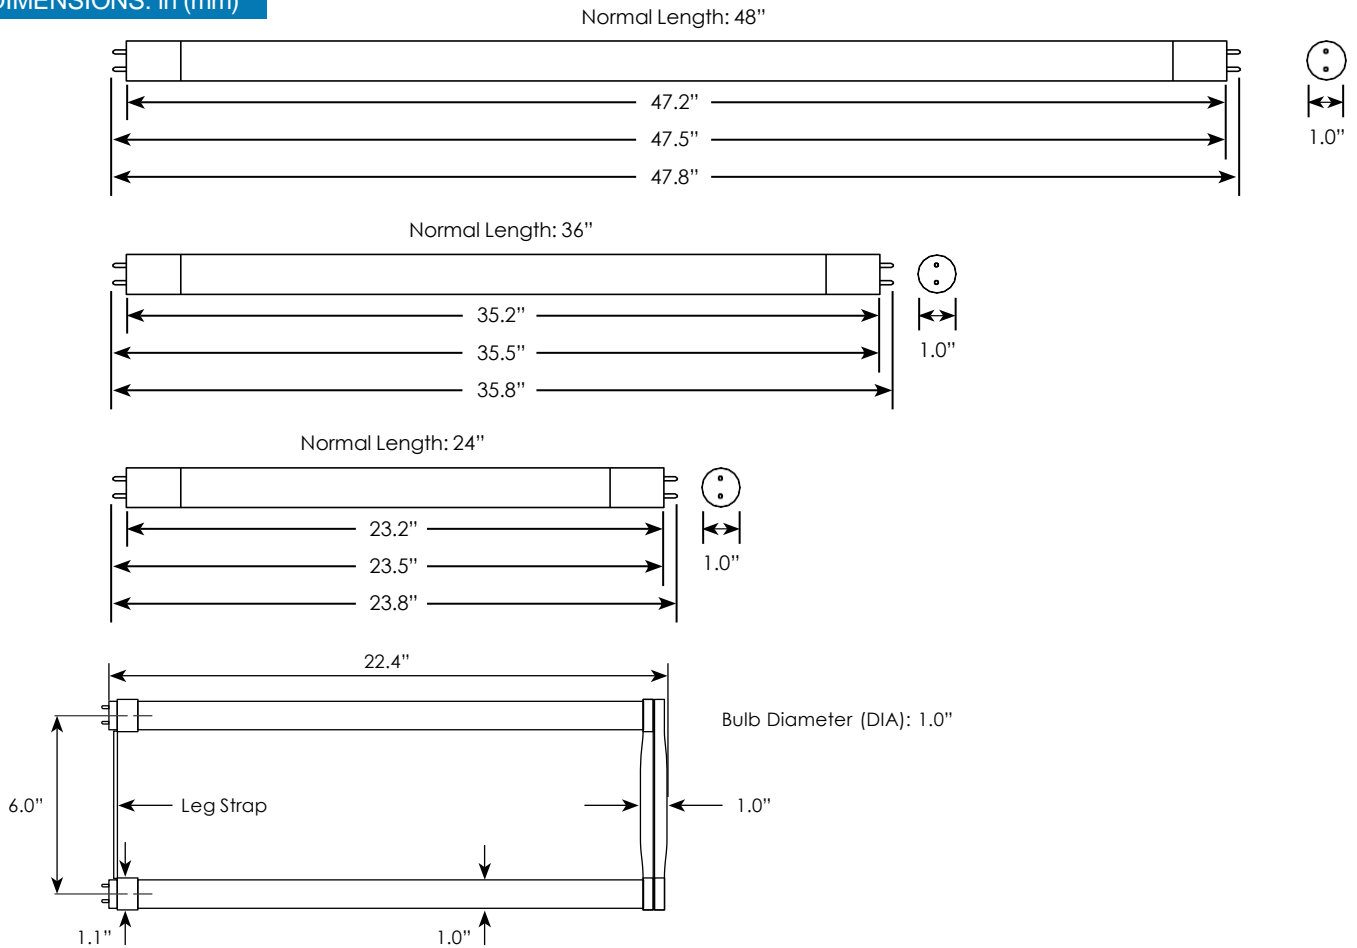 DIMENSIONS: in (mm)
Normal Length: 48”
47.2”
47.5”
47.8”
1.0”
Normal Length: 36”
35.2”
35.5”
35.8”
1.0”
Normal Length: 24”
23.2”
23.5”
23.8”
1.0”
22.4”
Bulb Diameter (DIA): 1.0”
6.0”
Leg Strap
1.0”
1.1”
1.0”